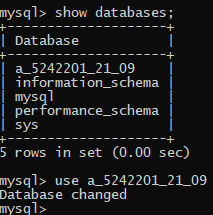 mysql> show databases;
+--------------------+
| Database           |
+--------------------+
| a_5242201_21_09    |
| information_schema |
| mysql              |
| performance_schema |
| sys                |
+--------------------+
5 rows in set (0.00 sec)
mysql> use a_5242201_21_09
Database changed
mysql>